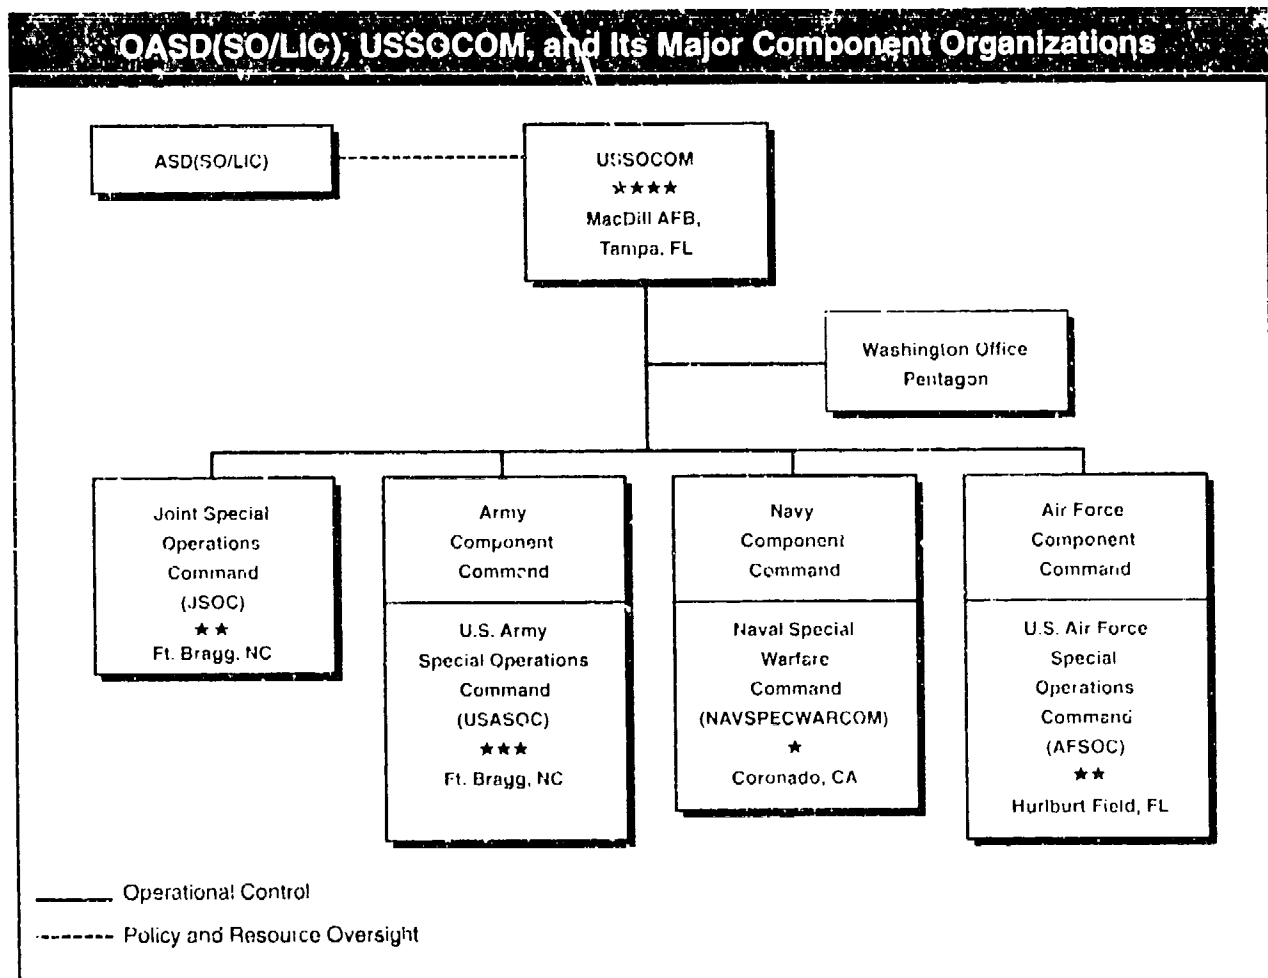 OASD(SO/LIC), USSOCOM, and Its Major Component Organizations
ASD(SO/LIC)
USSOCOM
★★★★
MacDill AFB,
Tampa, FL
Washington Office
Pentagon
Joint Special
Operations
Command
(JSOC)
★★
Ft. Bragg, NC
Army
Component
Command
U.S. Army
Special Operations
Command
(USASOC)
★★★
Ft. Bragg, NC
Navy
Component
Command
Naval Special
Warfare
Command
(NAVSPECWARCOM)
★
Coronado, CA
Air Force
Component
Command
U.S. Air Force
Special
Operations
Command
(AFSOC)
★★
Hurlburt Field, FL
Operational Control
Policy and Resource Oversight